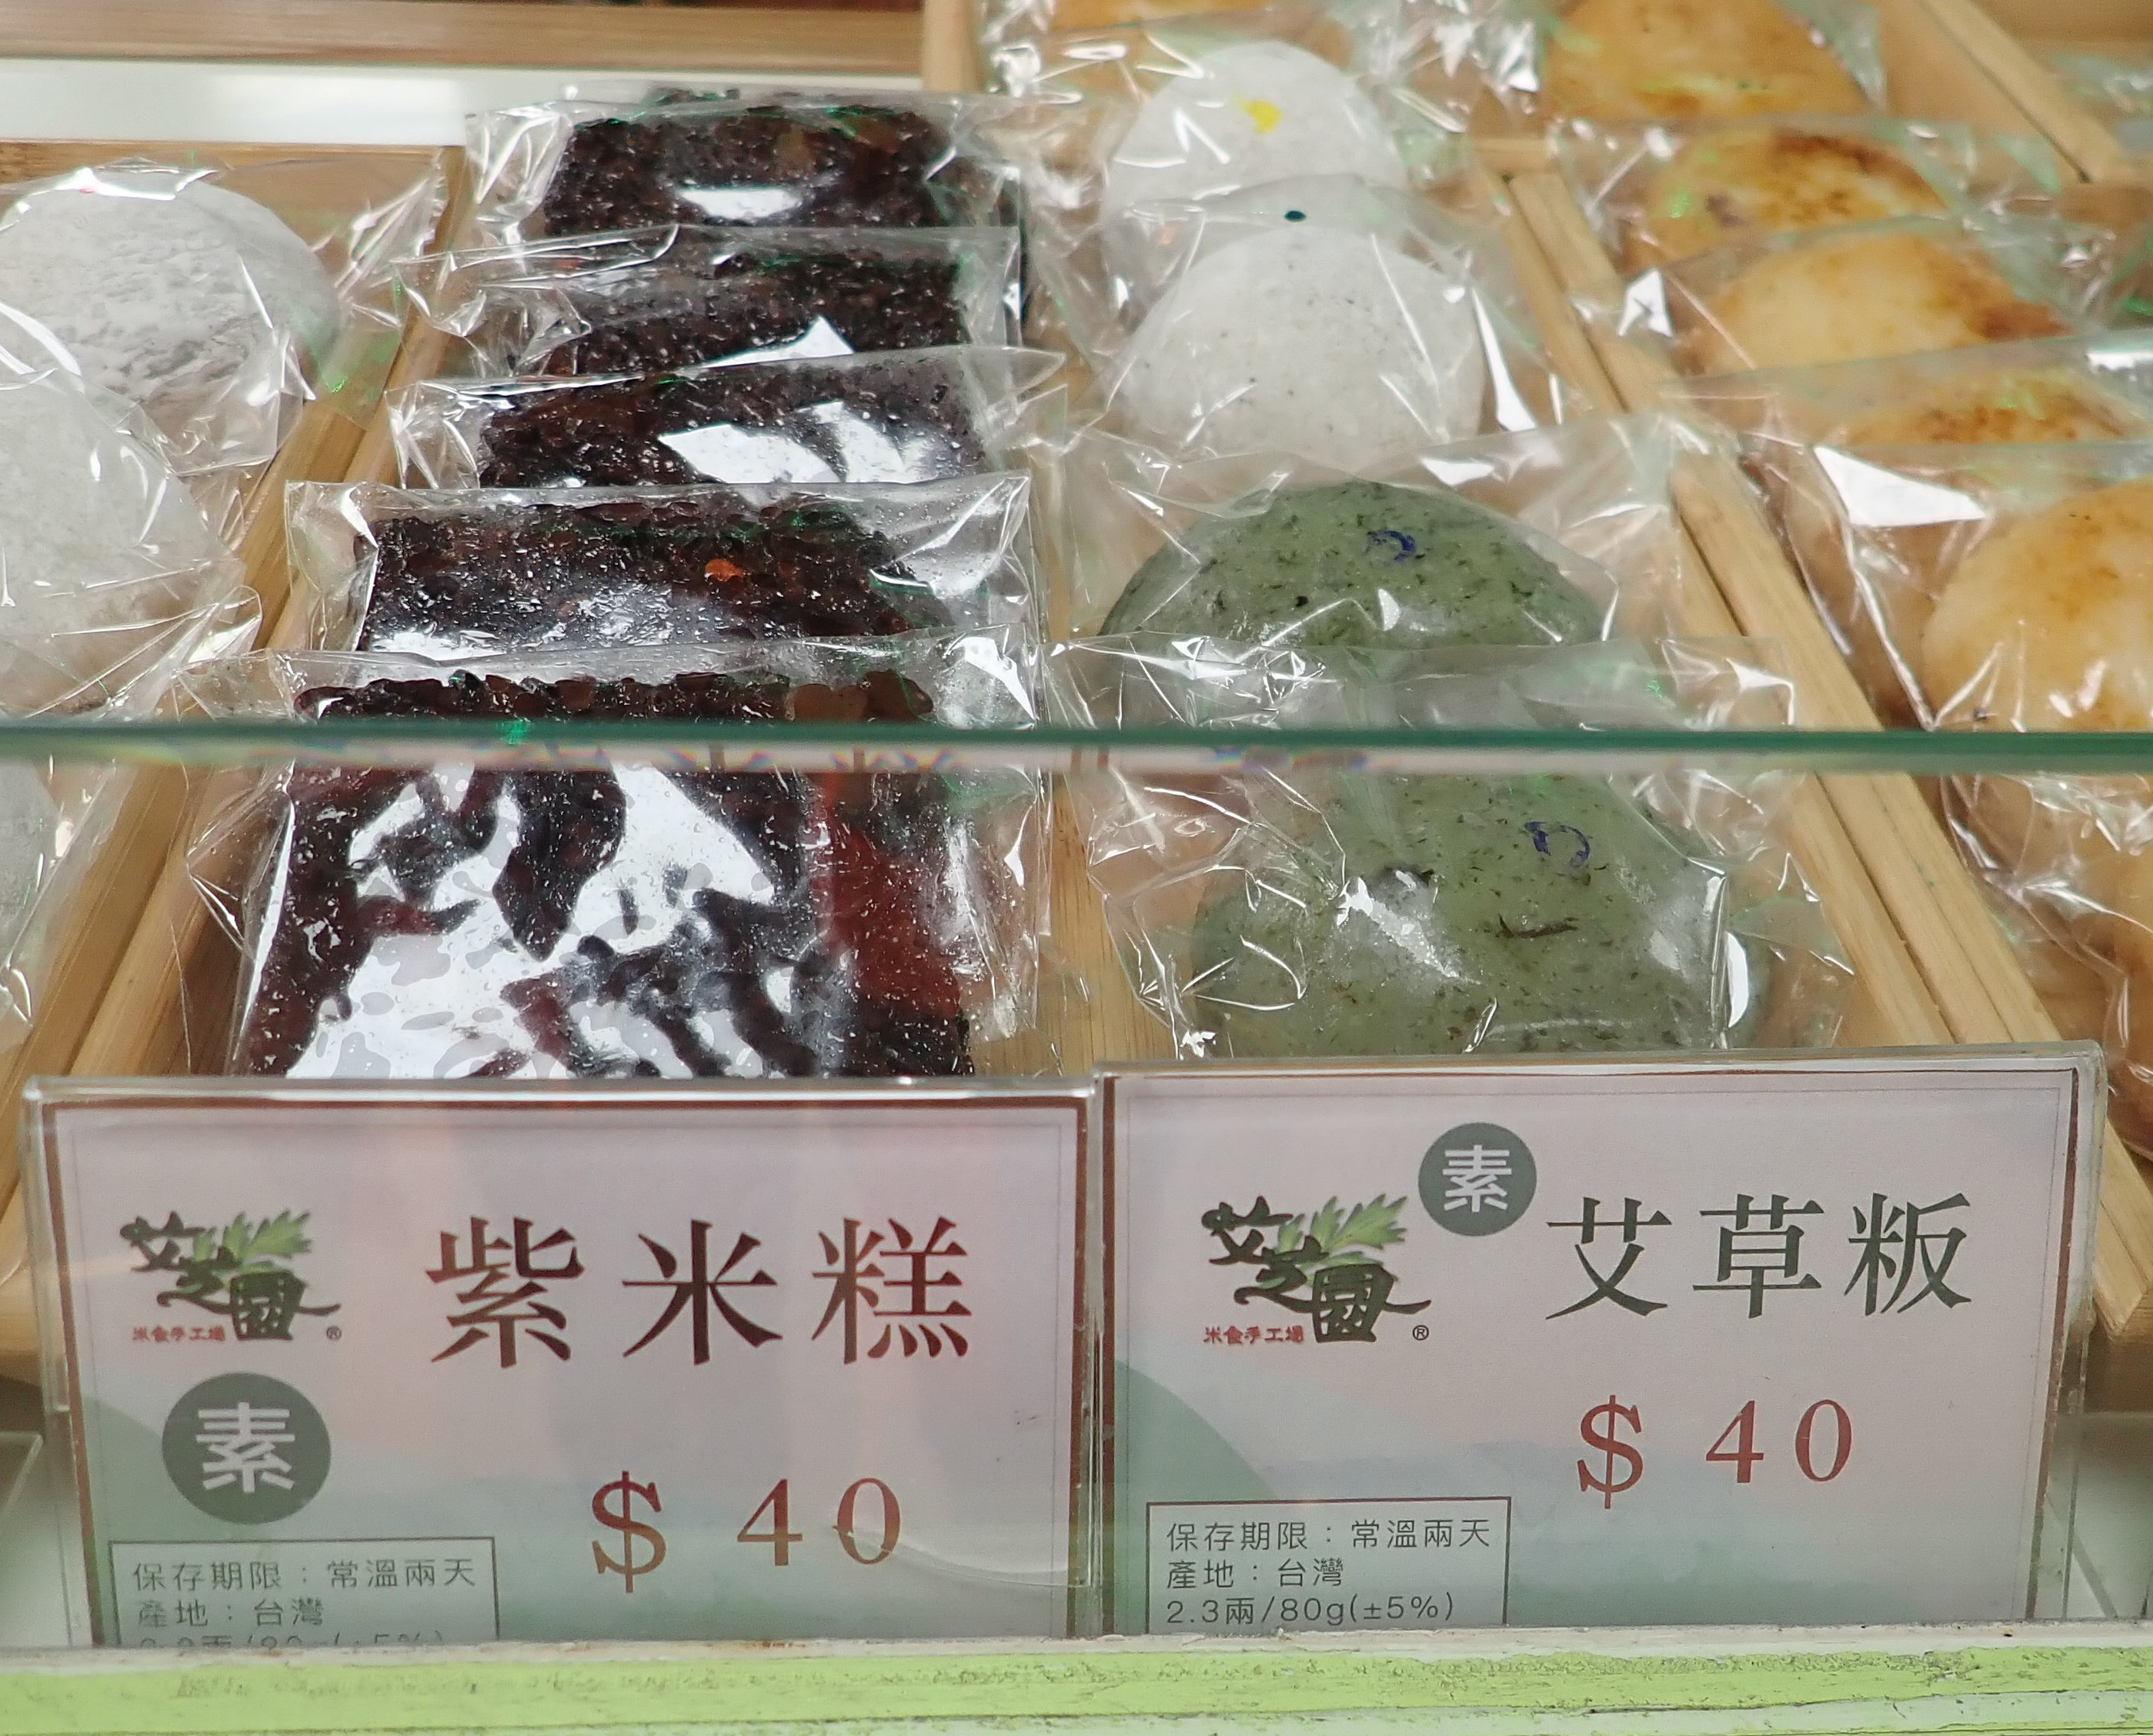 艾芝園
米食手工場
®
素
紫米糕
$ 40
保存期限：常溫兩天
產地：台灣
艾芝園
米食手工場
®
素
艾草粄
$ 40
保存期限：常溫兩天
產地：台灣
2.3兩/80g(±5%)